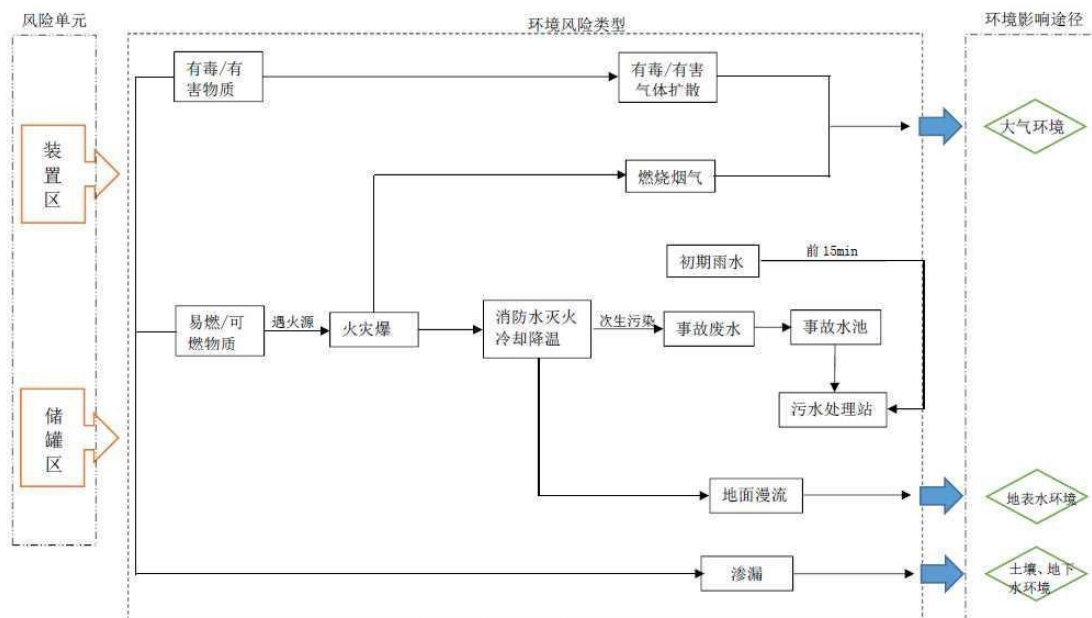 风险单元
环境风险类型
环境影响途径
有毒/有
害物质
有毒/有害
气体扩散
装
置
区
大气环境
燃烧烟气
初期雨水
前15min
易燃/可
燃物质
遇火源
火灾爆
消防水灭火
冷却降温
次生污染
事故废水
事故水池
储
罐
区
污水处理站
地面漫流
地表水环境
渗漏
土壤、地下
水环境